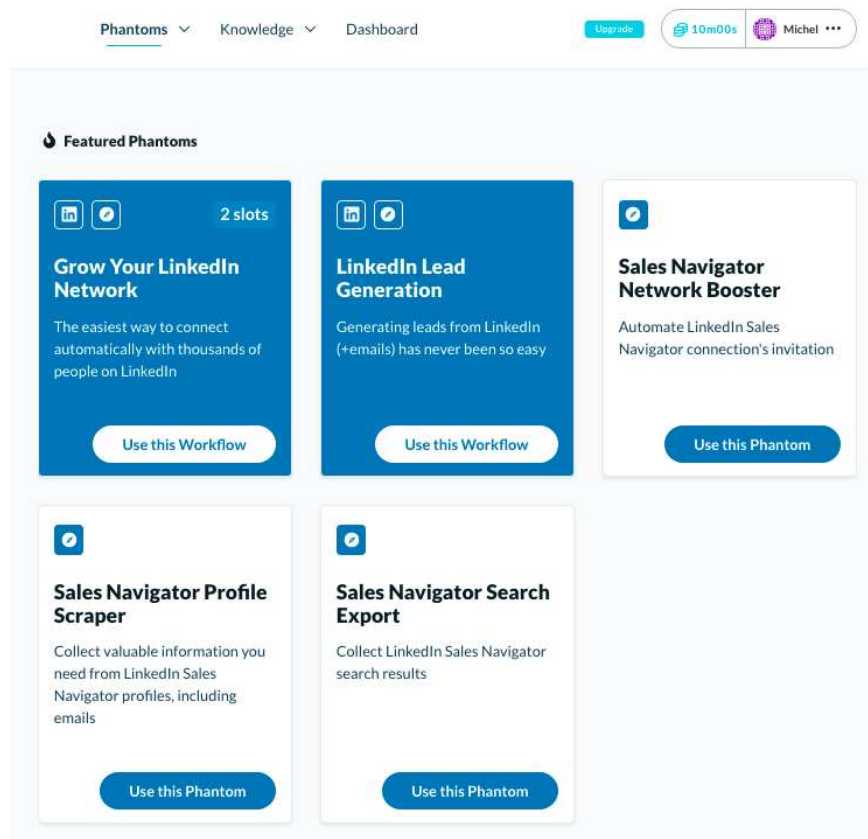 Phantoms Knowledge Dashboard Upgrade 10m00s Michel •••
Featured Phantoms
in 2 slots
Grow Your LinkedIn
Network
The easiest way to connect
automatically with thousands of
people on LinkedIn
Use this Workflow
in
LinkedIn Lead
Generation
Generating leads from LinkedIn
(+emails) has never been so easy
Use this Workflow
Sales Navigator
Network Booster
Automate LinkedIn Sales
Navigator connection's invitation
Use this Phantom
Sales Navigator Profile
Scraper
Collect valuable information you
need from LinkedIn Sales
Navigator profiles, including
emails
Use this Phantom
Sales Navigator Search
Export
Collect LinkedIn Sales Navigator
search results
Use this Phantom